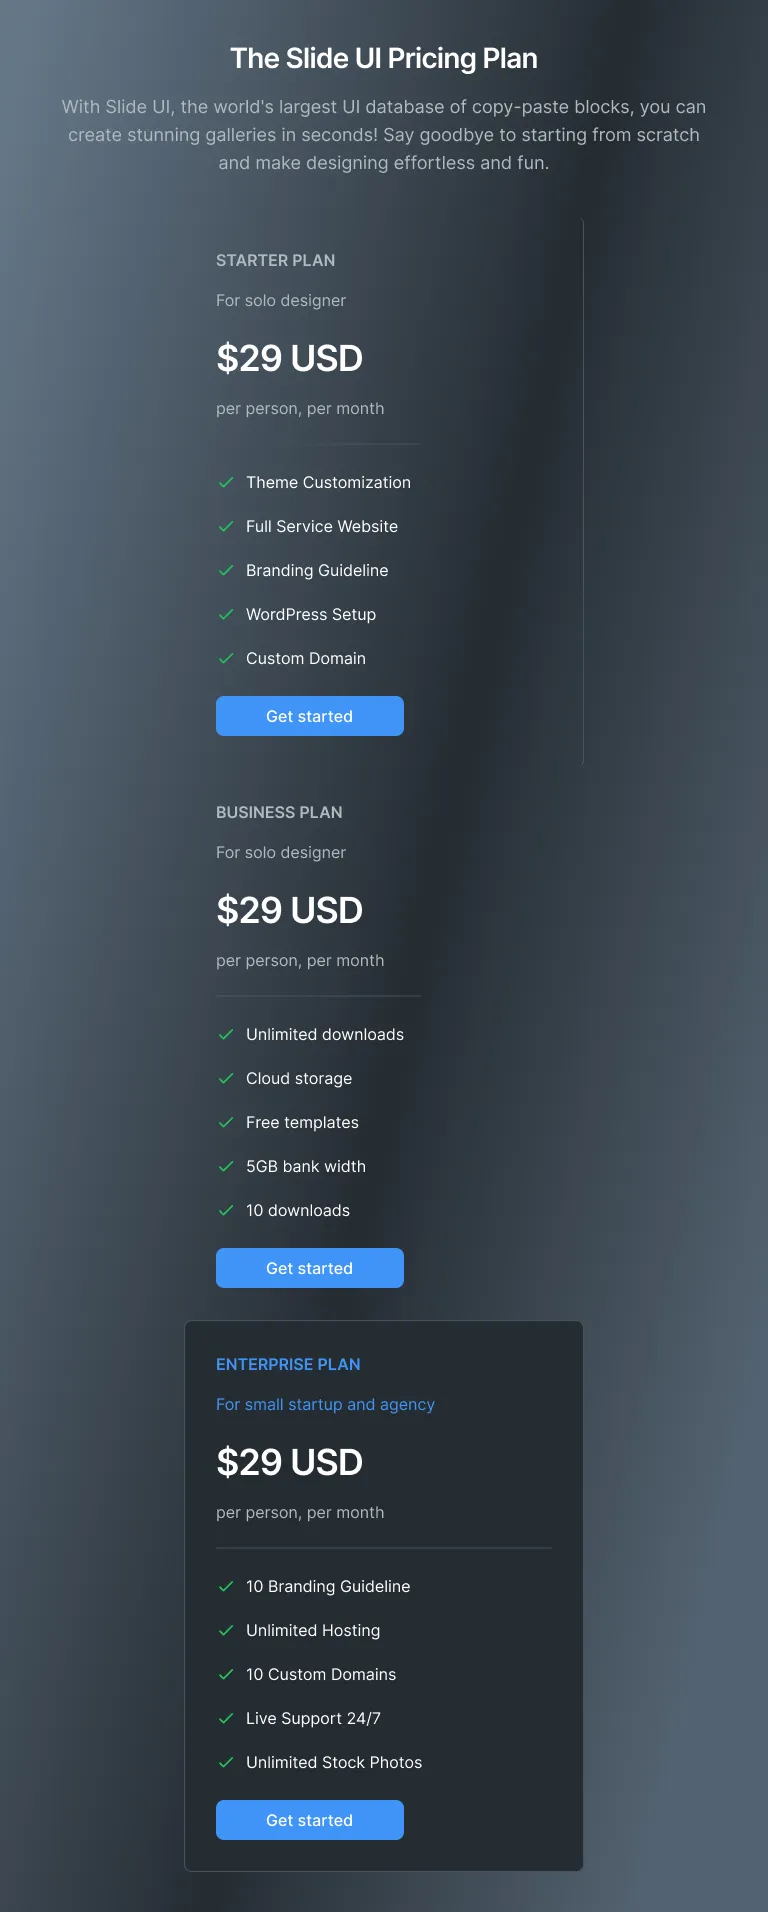 The Slide UI Pricing Plan
With Slide UI, the world's largest UI database of copy-paste blocks, you can
create stunning galleries in seconds! Say goodbye to starting from scratch
and make designing effortless and fun.
STARTER PLAN
For solo designer
$29 USD
per person, per month
Theme Customization
Full Service Website
Branding Guideline
WordPress Setup
Custom Domain
Get started
BUSINESS PLAN
For solo designer
$29 USD
per person, per month
Unlimited downloads
Cloud storage
Free templates
5GB bank width
10 downloads
Get started
ENTERPRISE PLAN
For small startup and agency
$29 USD
per person, per month
10 Branding Guideline
Unlimited Hosting
10 Custom Domains
Live Support 24/7
Unlimited Stock Photos
Get started